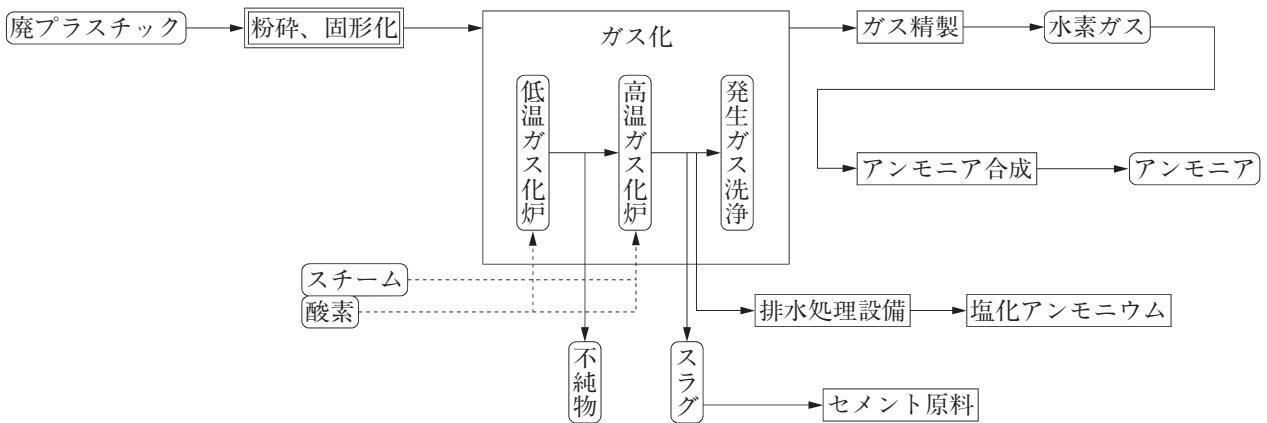 廃プラスチック
粉砕、固形化
ガス化
低温ガス化炉
高温ガス化炉
発生ガス洗浄
ガス精製
水素ガス
アンモニア合成
アンモニア
スチーム
酸素
排水処理設備
塩化アンモニウム
不純物
スラグ
セメント原料